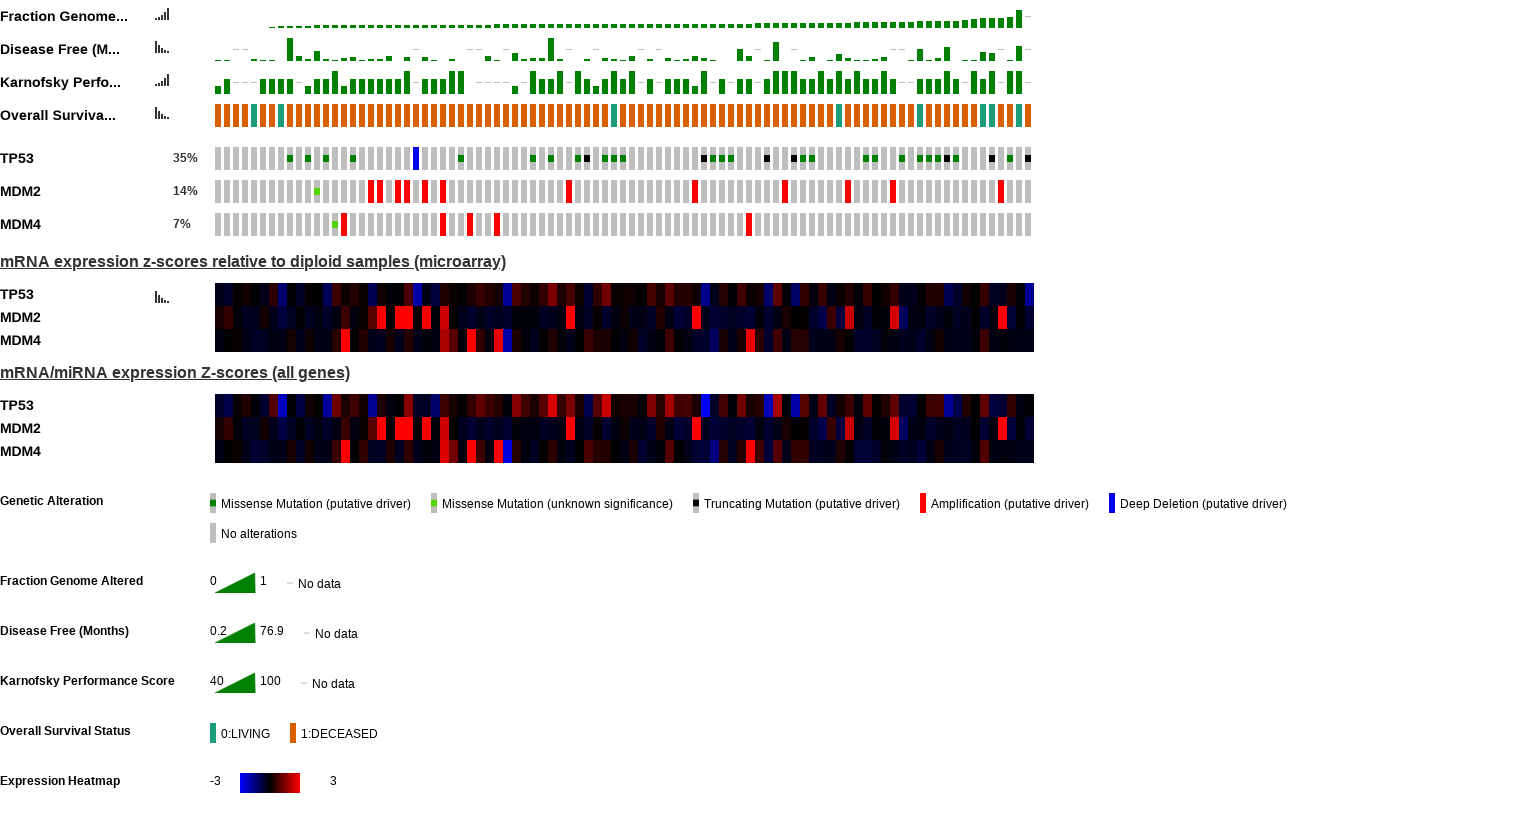 Fraction Genome...
Disease Free (M...
Karnofsky Perfo...
Overall Surviva...
TP53 35%
MDM2 14%
MDM4 7%
mRNA expression z-scores relative to diploid samples (microarray)
TP53
MDM2
MDM4
mRNA/miRNA expression Z-scores (all genes)
TP53
MDM2
MDM4
Genetic Alteration Missense Mutation (putative driver) Missense Mutation (unknown significance) Truncating Mutation (putative driver) Amplification (putative driver) Deep Deletion (putative driver)
No alterations
Fraction Genome Altered 0 1 No data
Disease Free (Months) 0.2 76.9 No data
Karnofsky Performance Score 40 100 No data
Overall Survival Status 0:LIVING 1:DECEASED
Expression Heatmap -3 3